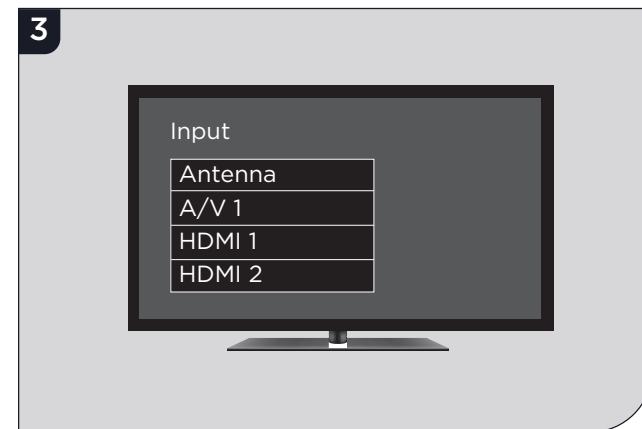 3
Input
Antenna
A/V 1
HDMI 1
HDMI 2